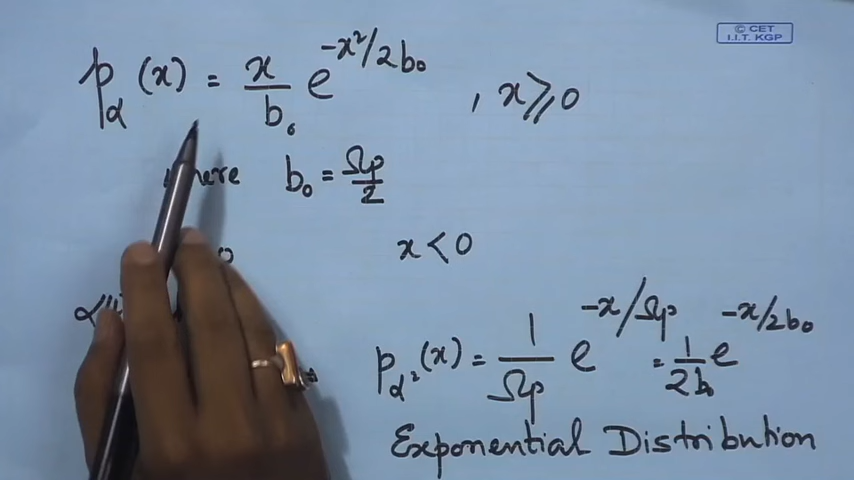 © CET
I.I.T. KGP
p_α(x) = x/b₀ e^(-x²/2b₀) , x ≥ 0
where b₀ = Ωp/2
x < 0
p_α²(x) = 1/Ωp e^(-x/Ωp) = 1/2b₀ e^(-x/2b₀)
Exponential Distribution